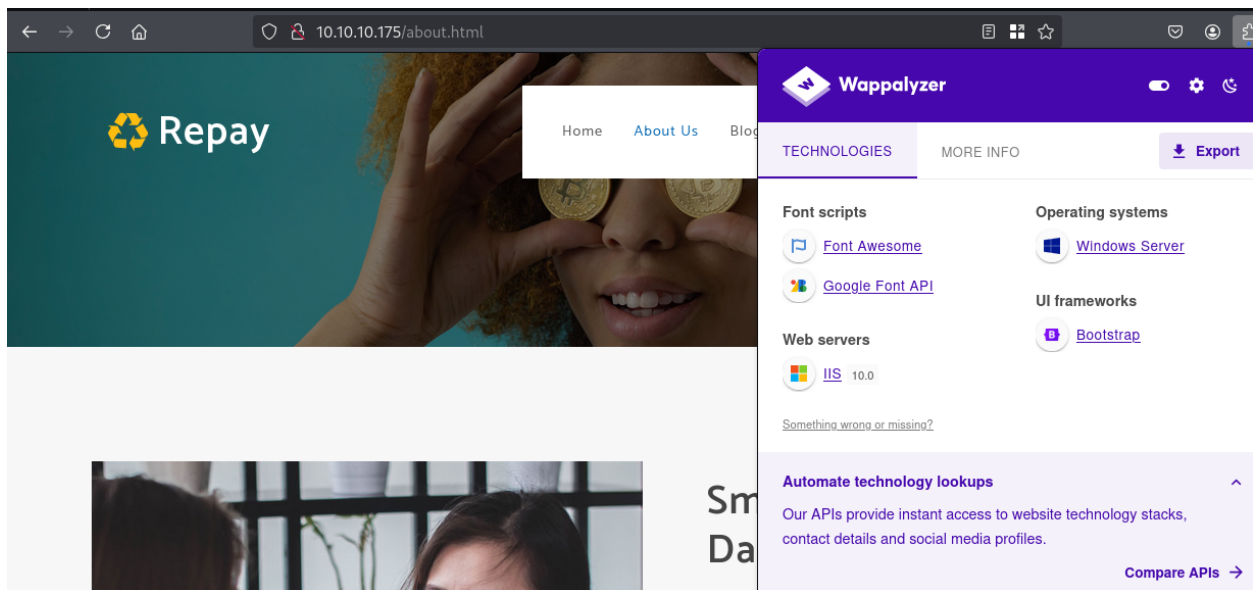 10.10.10.175/about.html
Repay
Home About Us Blog
Sm
Da
Wappalyzer
TECHNOLOGIES MORE INFO Export
Font scripts
Font Awesome
Google Font API
Web servers
IIS 10.0
Operating systems
Windows Server
UI frameworks
Bootstrap
Something wrong or missing?
Automate technology lookups
Our APIs provide instant access to website technology stacks,
contact details and social media profiles.
Compare APIs